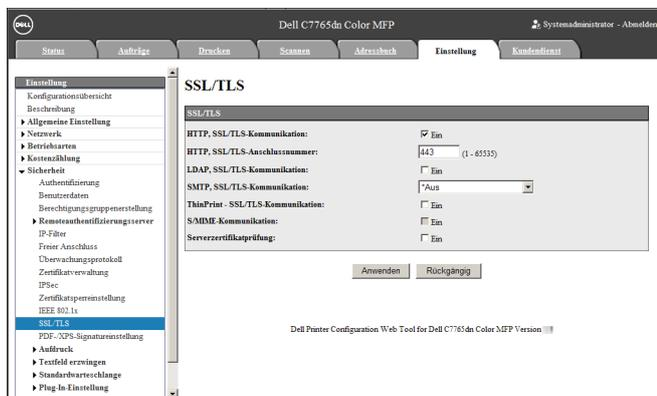 DELL
Dell C7765dn Color MFP
Systemadministrator - Abmelden
Status
Aufträge
Drucken
Scannen
Adressbuch
Einstellung
Kundendienst
Einstellung
Konfigurationsübersicht
Beschreibung
Allgemeine Einstellung
Netzwerk
Betriebsarten
Kostenzählung
Sicherheit
Authentifizierung
Benutzerdaten
Berechtigungsgruppenerstellung
Remoteauthentifizierungsserver
IP-Filter
Freier Anschluss
Überwachungsprotokoll
Zertifikatverwaltung
IPSec
Zertifikatsperreinstellung
IEEE 802.1x
SSL/TLS
PDF-/XPS-Signatureinstellung
Aufdruck
Textfeld erzwingen
Standardwarteschlange
Plug-In-Einstellung
SSL/TLS
SSL/TLS
HTTP, SSL/TLS-Kommunikation: Ein
HTTP, SSL/TLS-Anschlussnummer: 443 (1 - 65535)
LDAP, SSL/TLS-Kommunikation: Ein
SMTP, SSL/TLS-Kommunikation: *Aus
ThinPrint - SSL/TLS-Kommunikation: Ein
S/MIME-Kommunikation: Ein
Serverzertifikatprüfung: Ein
Anwenden Rückgängig
Dell Printer Configuration Web Tool for Dell C7765dn Color MFP Version